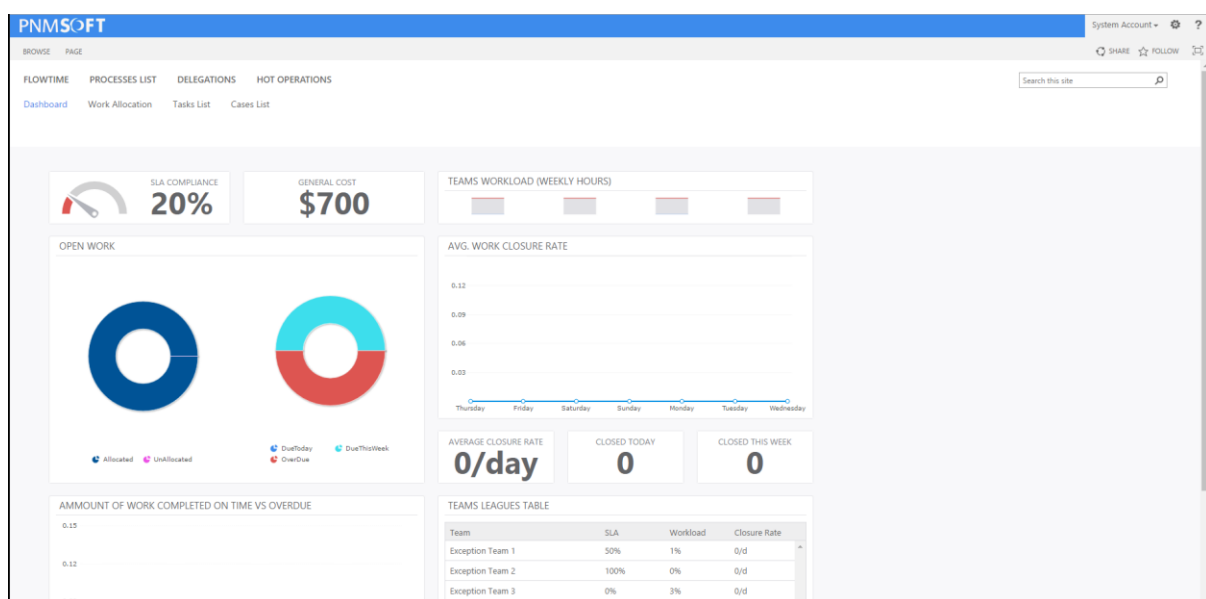 PNMSOFT
System Account
?
BROWSE PAGE
SHARE FOLLOW
FLOWTIME PROCESSES LIST DELEGATIONS HOT OPERATIONS
Search this site
Dashboard Work Allocation Tasks List Cases List
SLA COMPLIANCE
20%
GENERAL COST
$700
TEAMS WORKLOAD (WEEKLY HOURS)
OPEN WORK
Allocated UnAllocated
DueToday DueThisWeek
OverDue
AVG. WORK CLOSURE RATE
0.12
0.09
0.06
0.03
Thursday Friday Saturday Sunday Monday Tuesday Wednesday
AVERAGE CLOSURE RATE
0/day
CLOSED TODAY
0
CLOSED THIS WEEK
0
AMMOUNT OF WORK COMPLETED ON TIME VS OVERDUE
0.15
0.12
TEAMS LEAGUES TABLE
Team SLA Workload Closure Rate
Exception Team 1 50% 1% 0/d
Exception Team 2 100% 0% 0/d
Exception Team 3 0% 3% 0/d